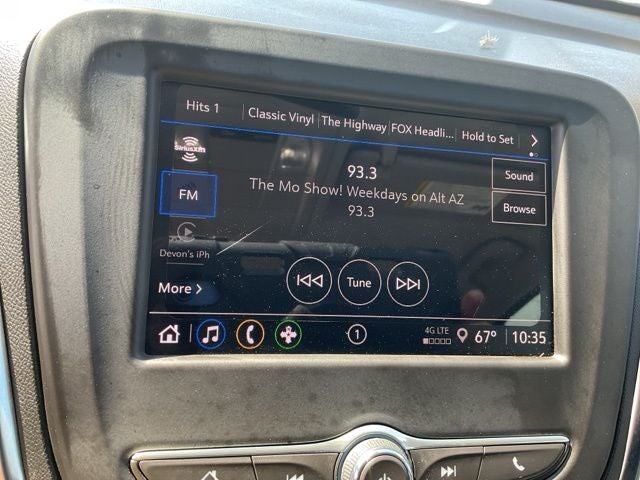 Hits 1 Classic Vinyl The Highway FOX Headli... Hold to Set
SiriusXM
93.3
Sound
FM
The Mo Show! Weekdays on Alt AZ
93.3
Browse
Devon's iPh
More
Tune
1
4G LTE
67° 10:35